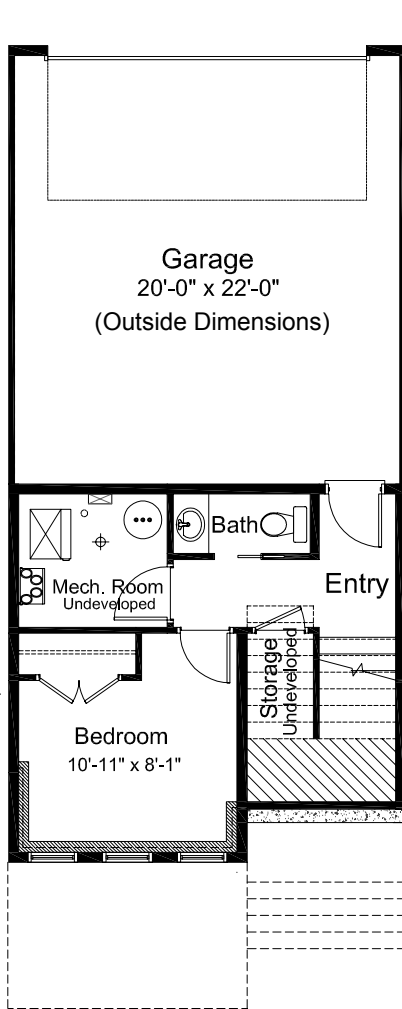 Garage
20'-0" x 22'-0"
(Outside Dimensions)
Bath
Mech. Room
Undeveloped
Entry
Storage
Undeveloped
Bedroom
10'-11" x 8'-1"